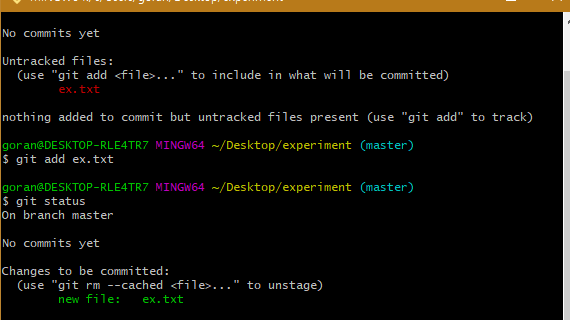 No commits yet
Untracked files:
(use "git add <file>..." to include in what will be committed)
ex.txt
nothing added to commit but untracked files present (use "git add" to track)
goran@DESKTOP-RLE4TR7 MINGW64 ~/Desktop/experiment (master)
$ git add ex.txt
goran@DESKTOP-RLE4TR7 MINGW64 ~/Desktop/experiment (master)
$ git status
On branch master
No commits yet
Changes to be committed:
(use "git rm --cached <file>..." to unstage)
new file:   ex.txt